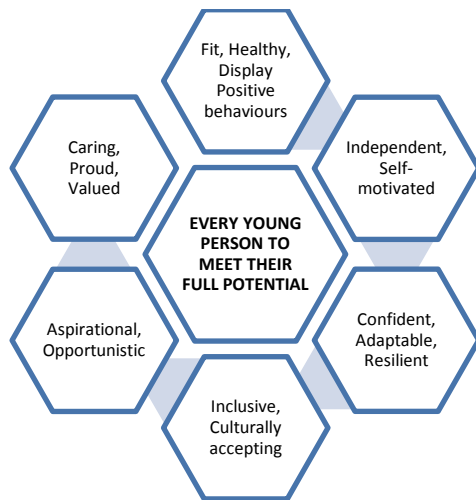 Fit, Healthy,
Display
Positive
behaviours
Caring,
Proud,
Valued
Independent,
Self-
motivated
EVERY YOUNG
PERSON TO
MEET THEIR
FULL POTENTIAL
Aspirational,
Opportunistic
Confident,
Adaptable,
Resilient
Inclusive,
Culturally
accepting